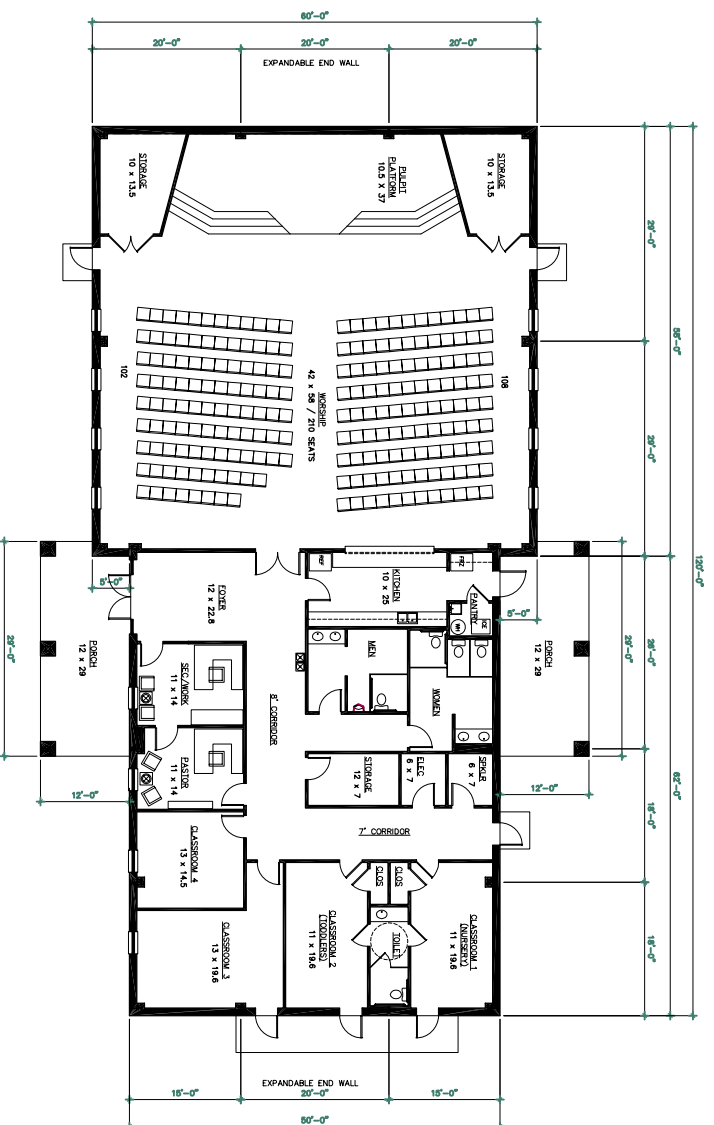 60'-0"
20'-0"
20'-0"
20'-0"
EXPANDABLE END WALL
STORAGE
10 x 13.5
PULPIT
PLATFORM
10.5 X 37
STORAGE
10 x 13.5
29'-0"
58'-0"
29'-0"
120'-0"
102
WORSHIP
42 x 58 / 210 SEATS
108
5'-0"
FOYER
12 x 22.8
REF
KITCHEN
10 x 25
FRZ
PANTRY
ICE
WH
5'-0"
29'-0"
PORCH
12 x 29
PORCH
12 x 29
29'-0"
26'-0"
MEN
WOMEN
SEC/WORK
11 x 14
8' CORRIDOR
PASTOR
11 x 14
STORAGE
12 x 7
ELEC
6 x 7
SPKLR
6 x 7
12'-0"
12'-0"
62'-0"
18'-0"
7' CORRIDOR
CLASSROOM 4
13 x 14.5
CLOS
CLOS
CLASSROOM 3
13 x 19.6
CLASSROOM 2
(TODDLERS)
11 x 19.6
TOILET
CLASSROOM 1
(NURSERY)
11 x 19.6
18'-0"
EXPANDABLE END WALL
15'-0"
20'-0"
15'-0"
50'-0"